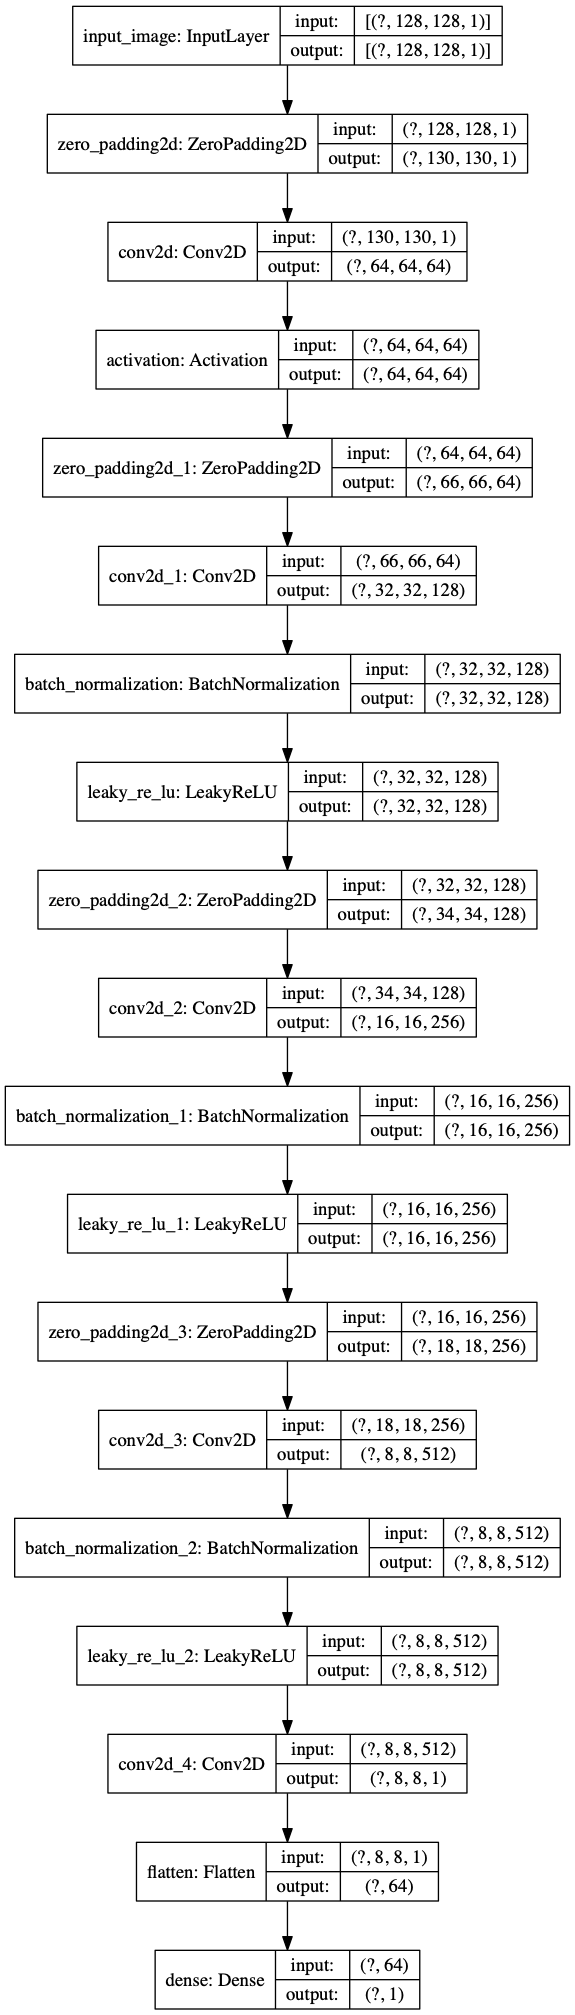 input_image: InputLayer
input: [(?, 128, 128, 1)]
output: [(?, 128, 128, 1)]
zero_padding2d: ZeroPadding2D
input: (?, 128, 128, 1)
output: (?, 130, 130, 1)
conv2d: Conv2D
input: (?, 130, 130, 1)
output: (?, 64, 64, 64)
activation: Activation
input: (?, 64, 64, 64)
output: (?, 64, 64, 64)
zero_padding2d_1: ZeroPadding2D
input: (?, 64, 64, 64)
output: (?, 66, 66, 64)
conv2d_1: Conv2D
input: (?, 66, 66, 64)
output: (?, 32, 32, 128)
batch_normalization: BatchNormalization
input: (?, 32, 32, 128)
output: (?, 32, 32, 128)
leaky_re_lu: LeakyReLU
input: (?, 32, 32, 128)
output: (?, 32, 32, 128)
zero_padding2d_2: ZeroPadding2D
input: (?, 32, 32, 128)
output: (?, 34, 34, 128)
conv2d_2: Conv2D
input: (?, 34, 34, 128)
output: (?, 16, 16, 256)
batch_normalization_1: BatchNormalization
input: (?, 16, 16, 256)
output: (?, 16, 16, 256)
leaky_re_lu_1: LeakyReLU
input: (?, 16, 16, 256)
output: (?, 16, 16, 256)
zero_padding2d_3: ZeroPadding2D
input: (?, 16, 16, 256)
output: (?, 18, 18, 256)
conv2d_3: Conv2D
input: (?, 18, 18, 256)
output: (?, 8, 8, 512)
batch_normalization_2: BatchNormalization
input: (?, 8, 8, 512)
output: (?, 8, 8, 512)
leaky_re_lu_2: LeakyReLU
input: (?, 8, 8, 512)
output: (?, 8, 8, 512)
conv2d_4: Conv2D
input: (?, 8, 8, 512)
output: (?, 8, 8, 1)
flatten: Flatten
input: (?, 8, 8, 1)
output: (?, 64)
dense: Dense
input: (?, 64)
output: (?, 1)